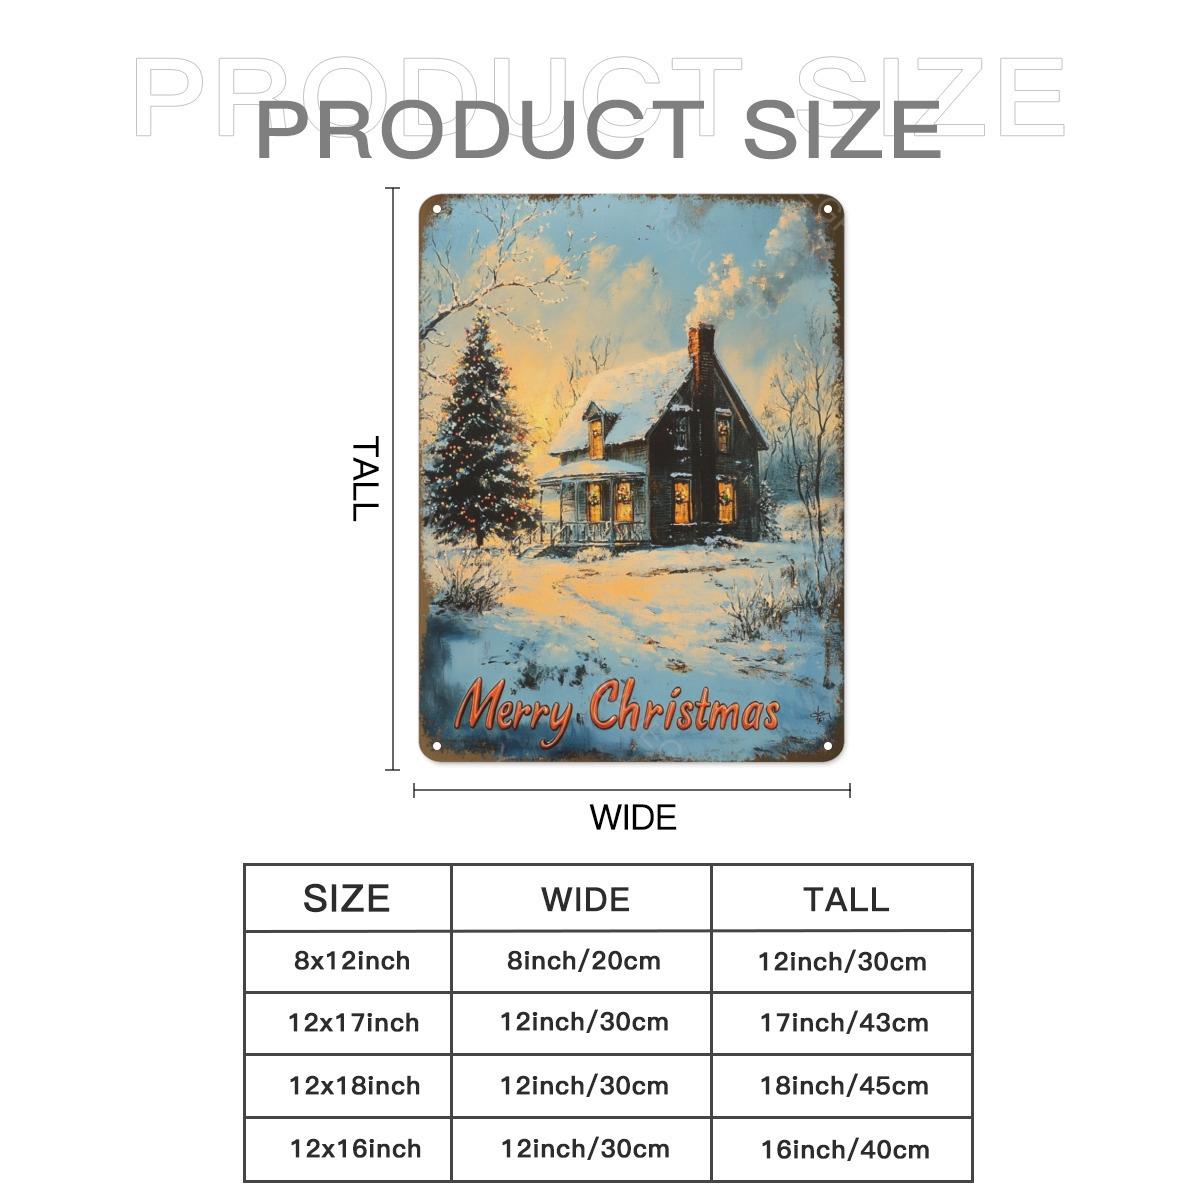 PRODUCT SIZE
PRODUCT SIZE
TALL
Merry Christmas
WIDE
SIZE WIDE TALL
8x12inch 8inch/20cm 12inch/30cm
12x17inch 12inch/30cm 17inch/43cm
12x18inch 12inch/30cm 18inch/45cm
12x16inch 12inch/30cm 16inch/40cm